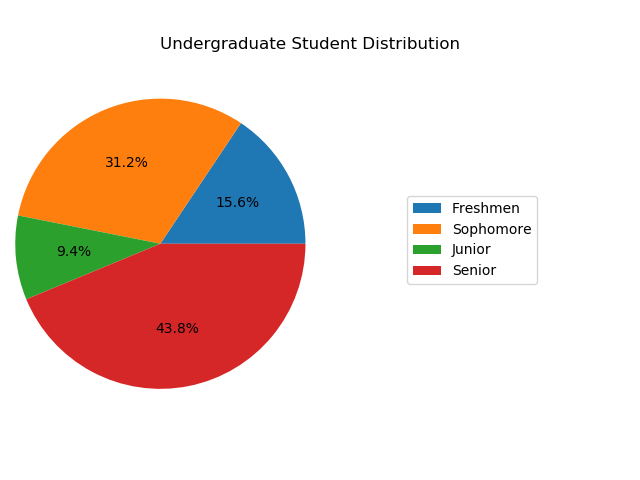 Undergraduate Student Distribution
31.2%
15.6%
9.4%
43.8%
Freshmen
Sophomore
Junior
Senior